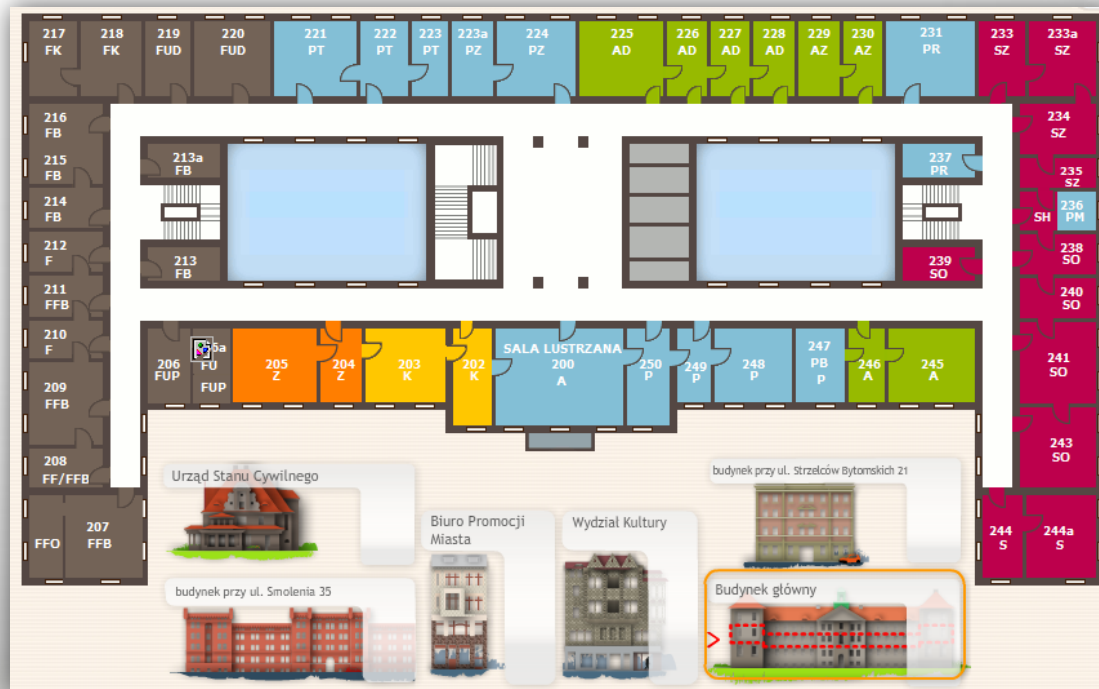 217
FK
218
FK
219
FUD
220
FUD
221
PT
222
PT
223
PT
223a
PZ
224
PZ
225
AD
226
AD
227
AD
228
AD
229
AZ
230
AZ
231
PR
233
SZ
233a
SZ
216
FB
215
FB
214
FB
212
F
211
FFB
210
F
209
FFB
208
FF/FFB
207
FFB
FFO
213a
FB
213
FB
237
PR
239
SO
234
SZ
235
SZ
SH
236
PM
238
SO
240
SO
241
SO
243
SO
244
S
244a
S
206
FUP
FU
FUP
205
Z
204
Z
203
K
202
K
SALA LUSTRZANA
200
A
250
P
249
P
248
P
247
PB
P
246
A
245
A
Urząd Stanu Cywilnego
budynek przy ul. Smolenia 35
Biuro Promocji
Miasta
Wydział Kultury
budynek przy ul. Strzelców Bytomskich 21
Budynek główny